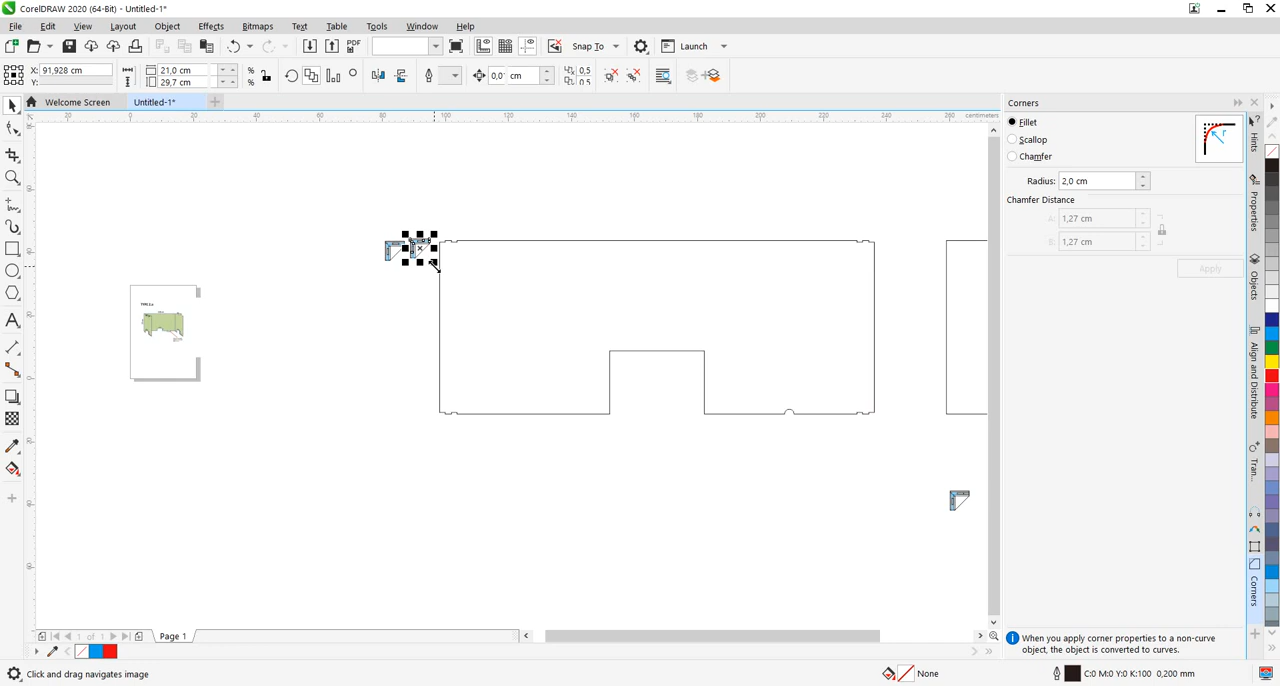 CorelDRAW 2020 (64-Bit) - Untitled-1*
File Edit View Layout Object Effects Bitmaps Text Table Tools Window Help
PDF Snap To Launch
X: 91,928 cm 21,0 cm % 0,0 cm 0,5
Y: 29,7 cm % 0,5
Welcome Screen Untitled-1*
20 0 20 40 60 80 100 120 140 160 180 200 220 240 260 centimeters
TYPE 2.a
Corners
Fillet
Scallop
Chamfer
r
Radius: 2,0 cm
Chamfer Distance
A: 1,27 cm
B: 1,27 cm
Apply
Hints
Properties
Objects
Align and Distribute
Tran...
Corners
1 of 1 Page 1
When you apply corner properties to a non-curve
object, the object is converted to curves.
Click and drag navigates image None C:0 M:0 Y:0 K:100 0,200 mm